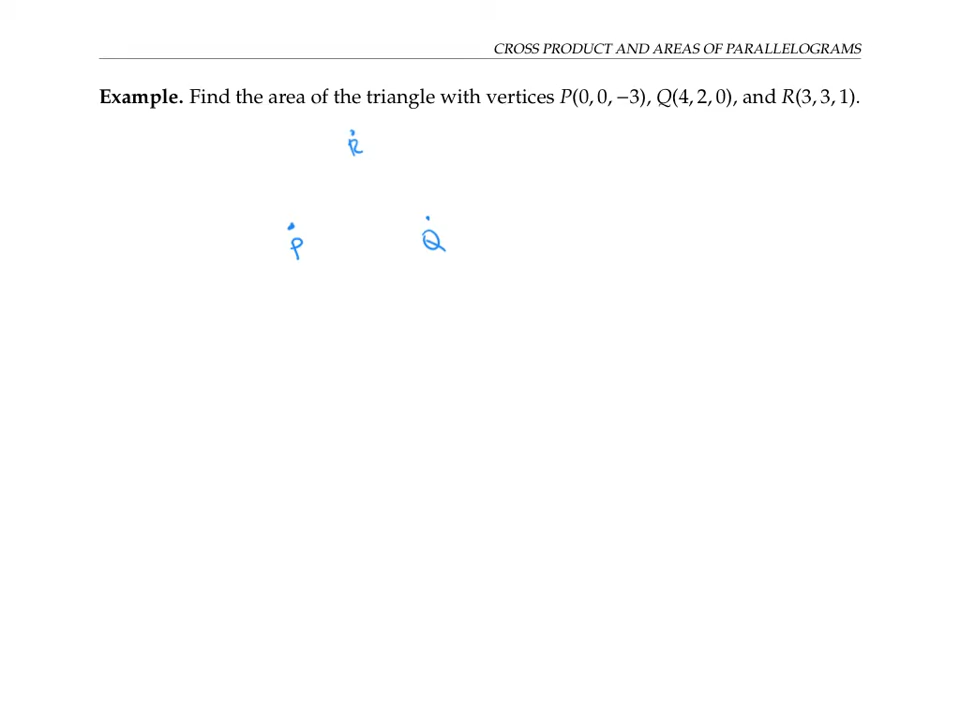 CROSS PRODUCT AND AREAS OF PARALLELOGRAMS
Example. Find the area of the triangle with vertices P(0, 0, −3), Q(4, 2, 0), and R(3, 3, 1).
R
P
Q